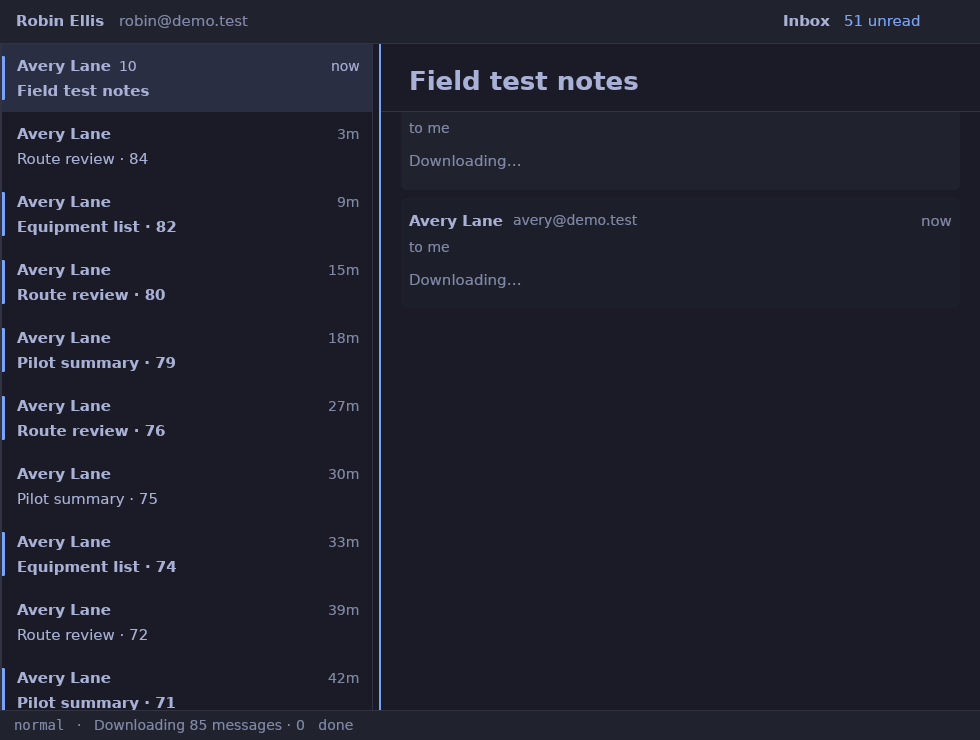 Robin Ellis robin@demo.test Inbox 51 unread
Avery Lane 10 now
Field test notes
Avery Lane 3m
Route review · 84
Avery Lane 9m
Equipment list · 82
Avery Lane 15m
Route review · 80
Avery Lane 18m
Pilot summary · 79
Avery Lane 27m
Route review · 76
Avery Lane 30m
Pilot summary · 75
Avery Lane 33m
Equipment list · 74
Avery Lane 39m
Route review · 72
Avery Lane 42m
Pilot summary · 71
Field test notes
to me
Downloading…
Avery Lane avery@demo.test now
to me
Downloading…
normal · Downloading 85 messages · 0 done